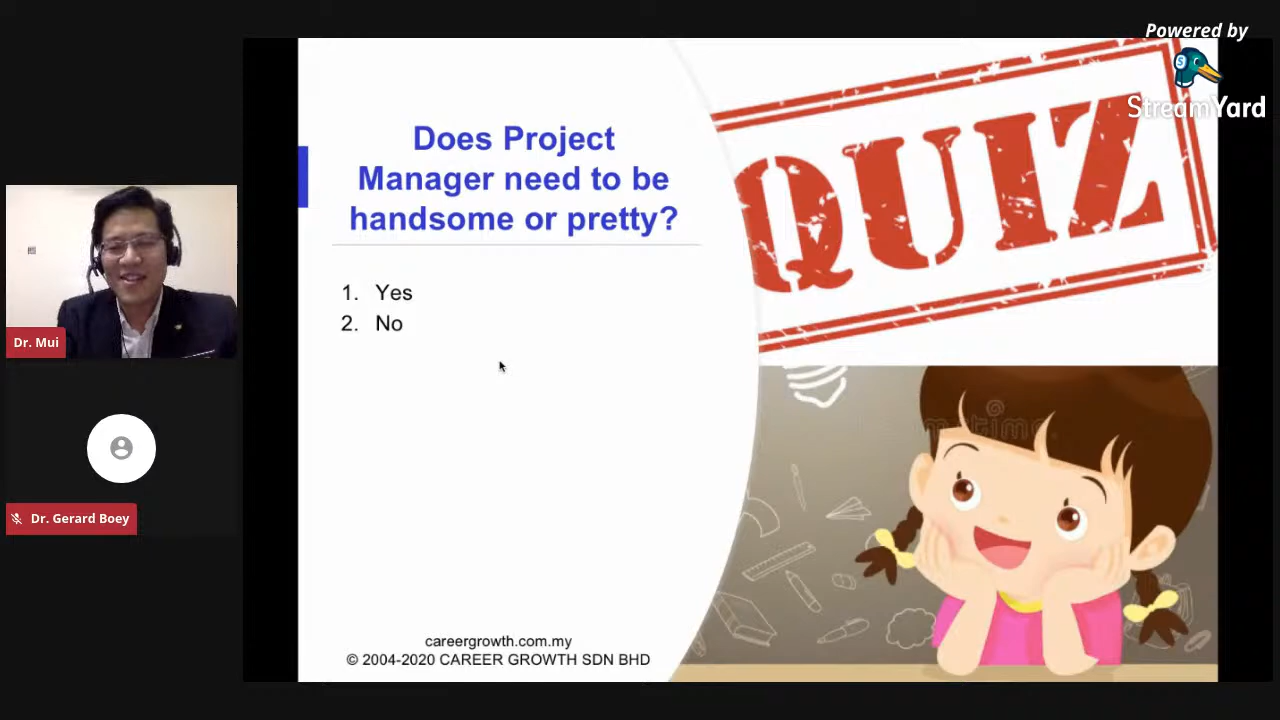 Powered by
StreamYard
QUIZ
Does Project
Manager need to be
handsome or pretty?
1. Yes
2. No
Dr. Mui
Dr. Gerard Boey
careergrowth.com.my
© 2004-2020 CAREER GROWTH SDN BHD